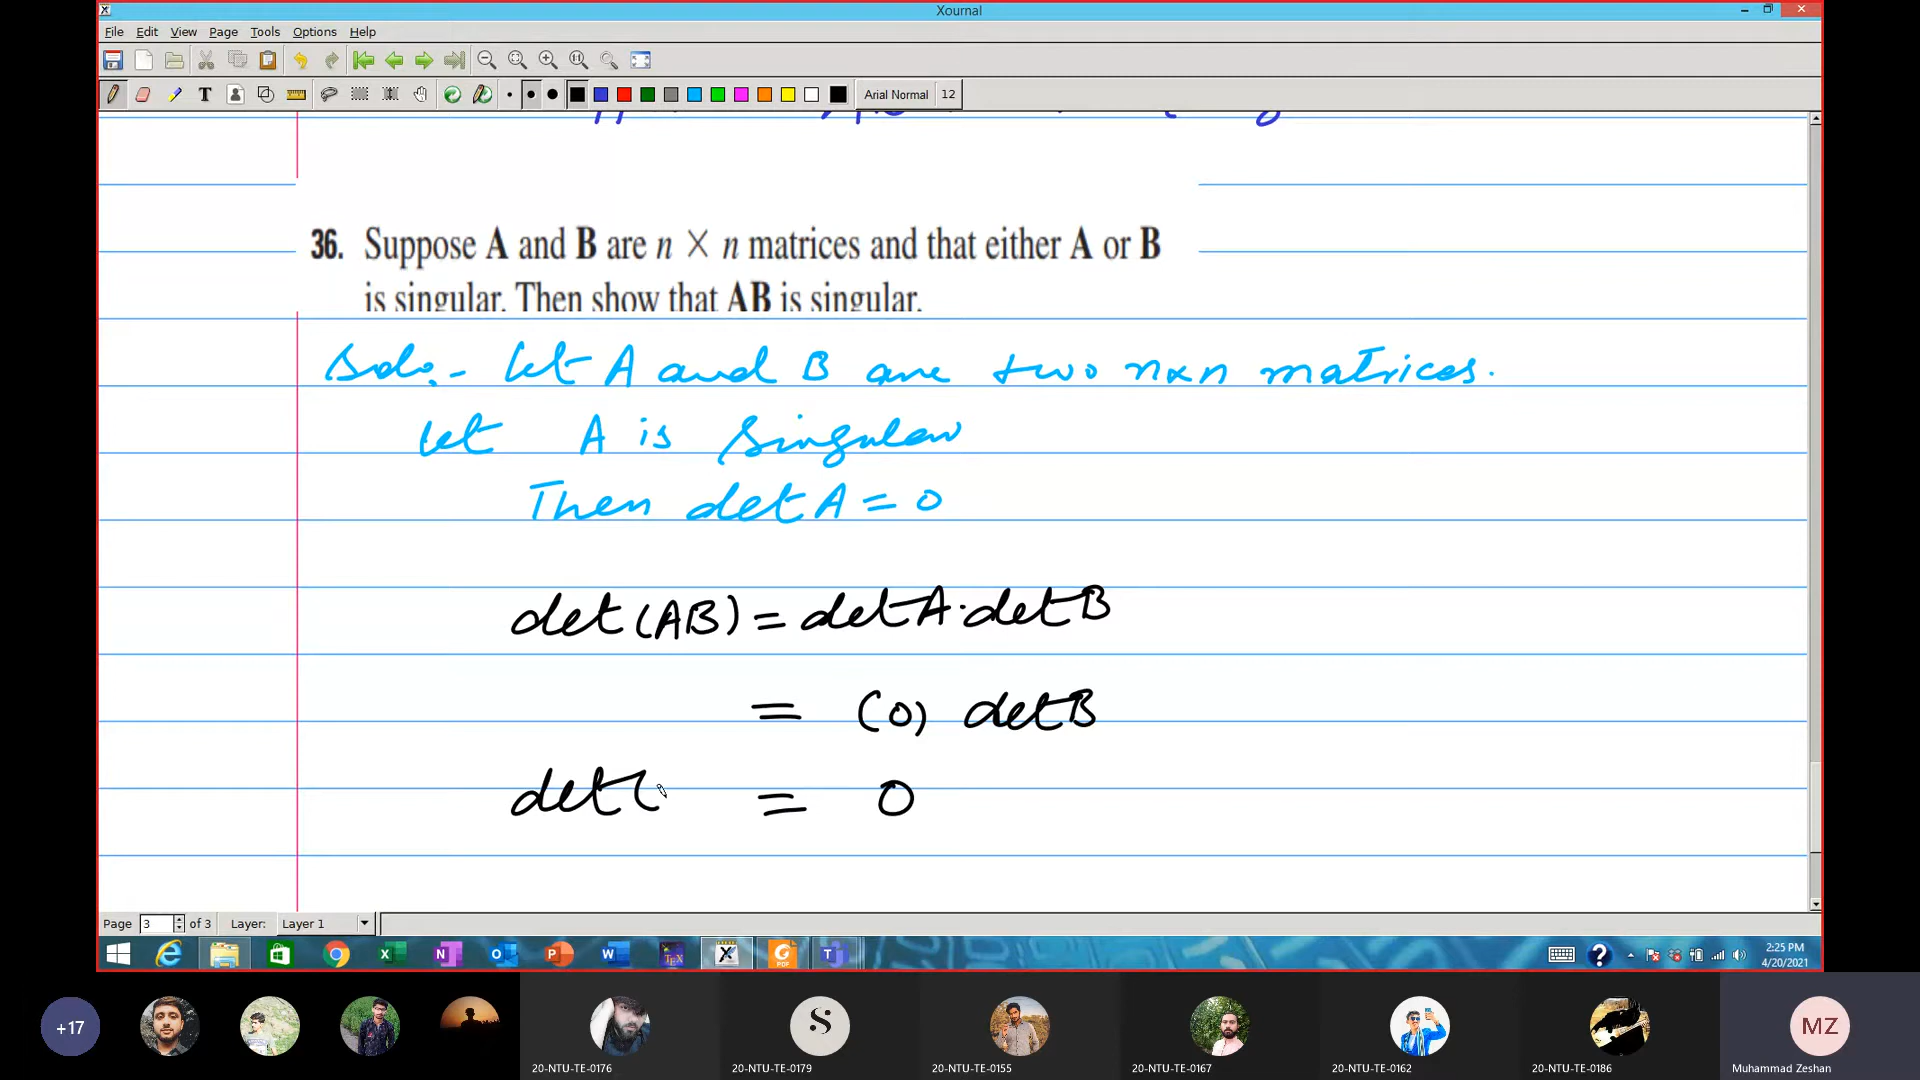 Xournal
File Edit View Page Tools Options Help
Arial Normal 12
36. Suppose A and B are n × n matrices and that either A or B
is singular. Then show that AB is singular.
Solo:- Let A and B are two n×n matrices.
Let A is singular
Then det A = 0
det(AB) = det A · det B
= (0) det B
det( = 0
Page 3 of 3 Layer: Layer 1
2:25 PM
4/20/2021
+17
S
MZ
20-NTU-TE-0176 20-NTU-TE-0179 20-NTU-TE-0155 20-NTU-TE-0167 20-NTU-TE-0162 20-NTU-TE-0186 Muhammad Zeshan